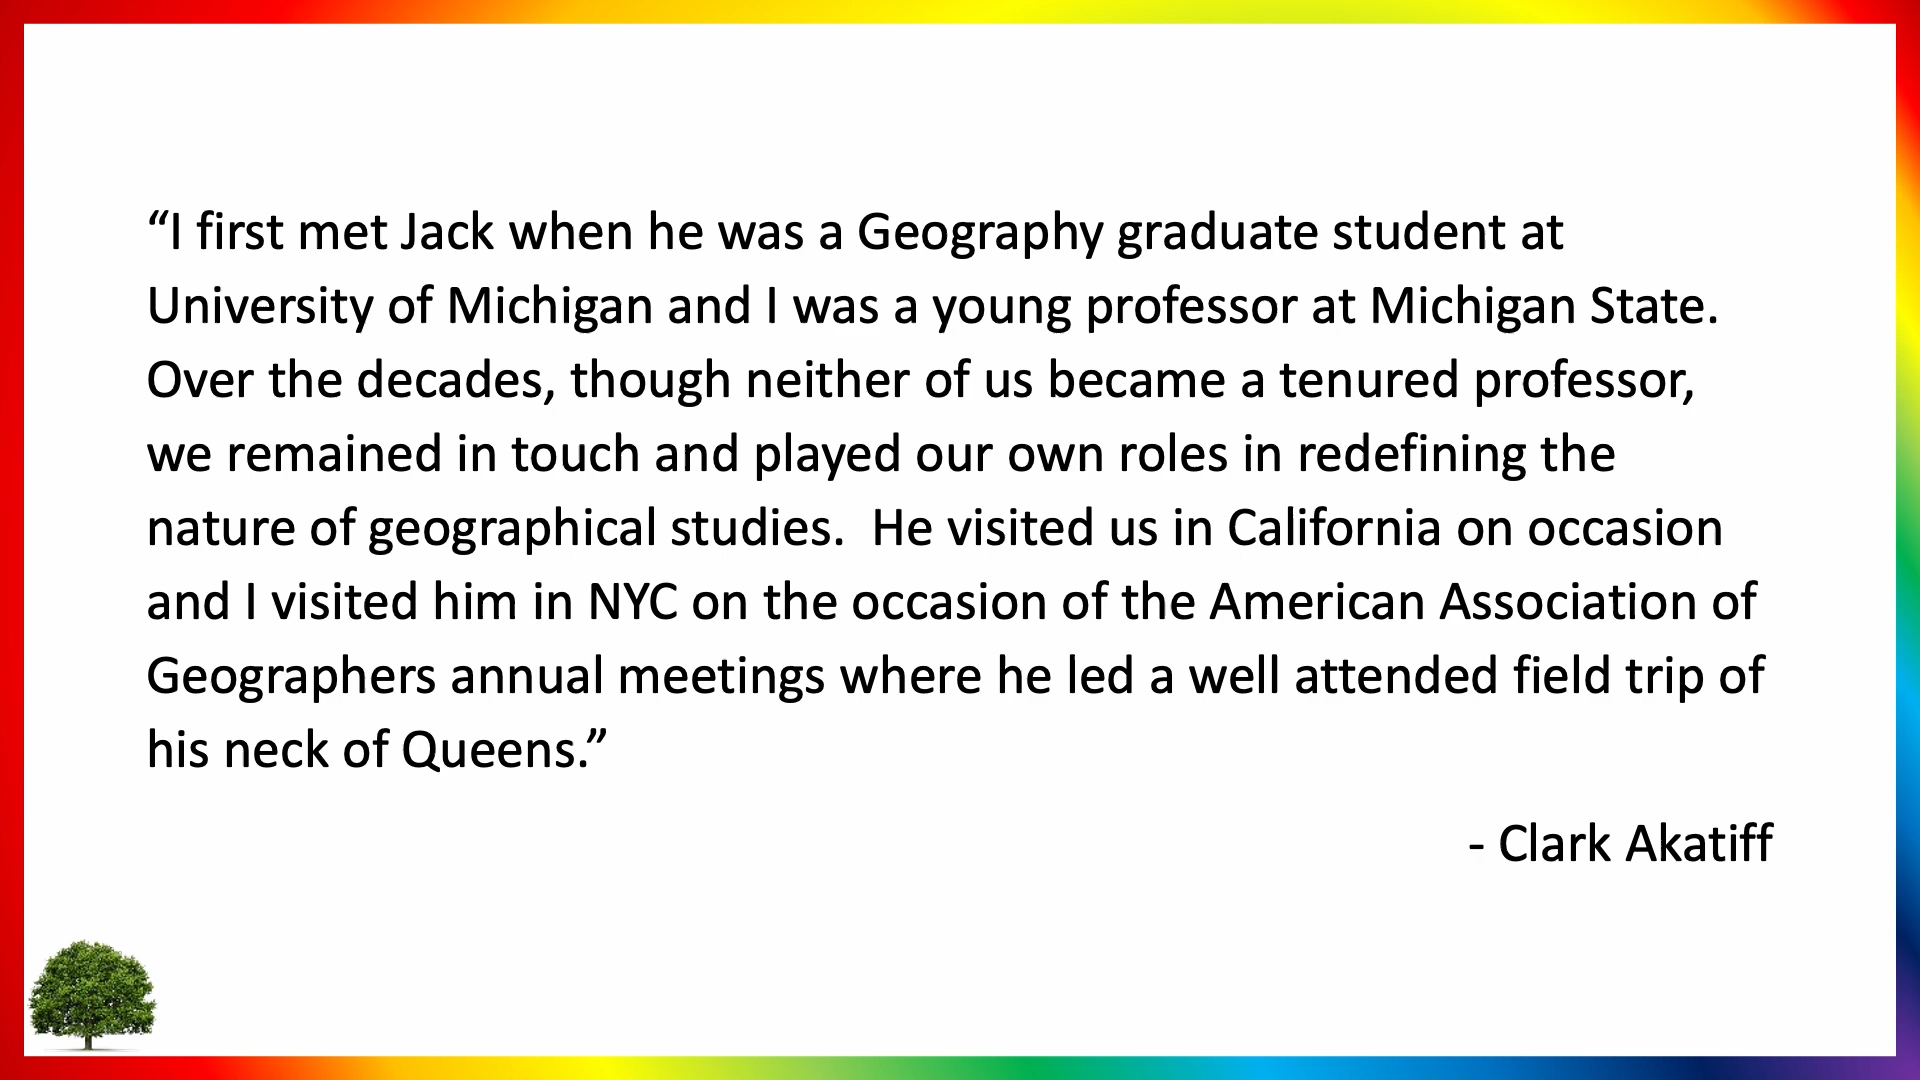 “I first met Jack when he was a Geography graduate student at
University of Michigan and I was a young professor at Michigan State.
Over the decades, though neither of us became a tenured professor,
we remained in touch and played our own roles in redefining the
nature of geographical studies.  He visited us in California on occasion
and I visited him in NYC on the occasion of the American Association of
Geographers annual meetings where he led a well attended field trip of
his neck of Queens.”
- Clark Akatiff